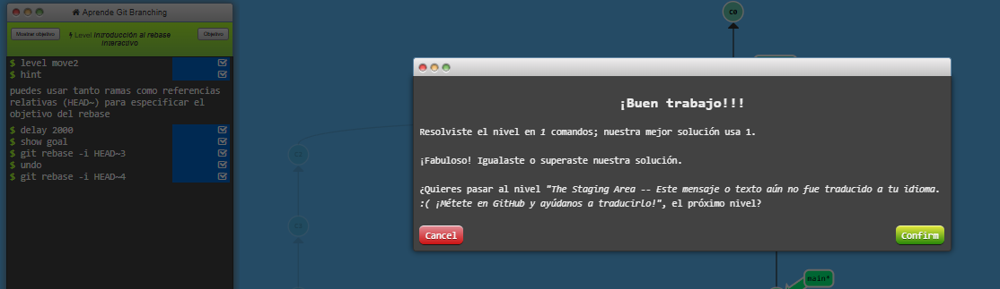 Aprende Git Branching
Mostrar objetivo
Level Introducción al rebase interactivo
Objetivo
$ level move2
$ hint
puedes usar tanto ramas como referencias
relativas (HEAD~) para especificar el
objetivo del rebase
$ delay 2000
$ show goal
$ git rebase -i HEAD~3
$ undo
$ git rebase -i HEAD~4
c0
¡Buen trabajo!!!
Resolviste el nivel en 1 comandos; nuestra mejor solución usa 1.
¡Fabuloso! Igualaste o superaste nuestra solución.
¿Quieres pasar al nivel "The Staging Area -- Este mensaje o texto aún no fue traducido a tu idioma.
:( ¡Métete en GitHub y ayúdanos a traducirlo!", el próximo nivel?
Cancel
Confirm
main*